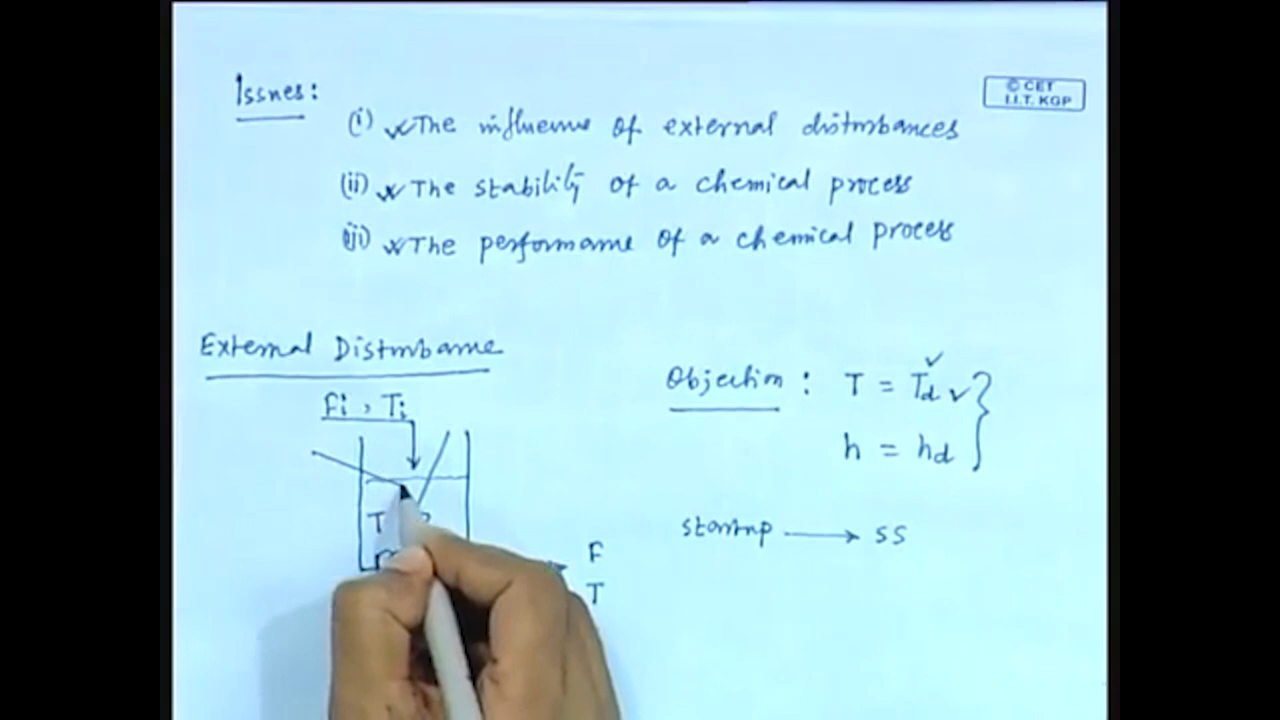 Issues:
© CET
I.I.T. KGP
(i) The influence of external disturbances
(ii) The stability of a chemical process
(iii) The performance of a chemical process
External Disturbance
Objection : T = Td
h = hd
Fi, Ti
T
startup → SS
F
T